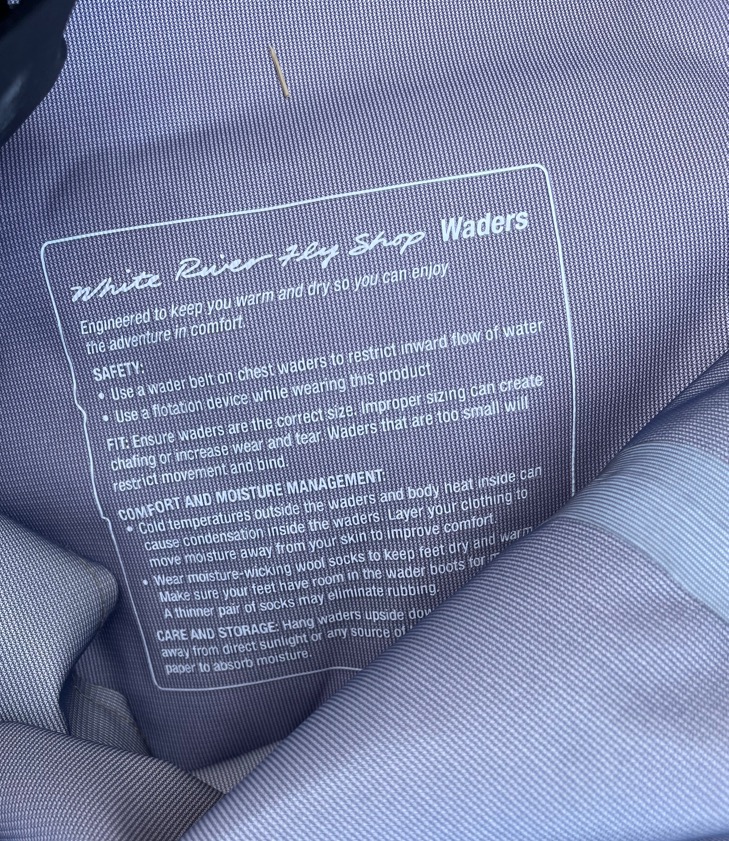 White River Fly Shop Waders
Engineered to keep you warm and dry so you can enjoy
the adventure in comfort.
SAFETY:
• Use a wader belt on chest waders to restrict inward flow of water
• Use a flotation device while wearing this product
FIT: Ensure waders are the correct size. Improper sizing can create
chafing or increase wear and tear. Waders that are too small will
restrict movement and bind.
COMFORT AND MOISTURE MANAGEMENT:
• Cold temperatures outside the waders and body heat inside can
cause condensation inside the waders. Layer your clothing to
move moisture away from your skin to improve comfort.
• Wear moisture-wicking wool socks to keep feet dry and warm.
Make sure your feet have room in the wader boots for
A thinner pair of socks may eliminate rubbing.
CARE AND STORAGE: Hang waders upside
away from direct sunlight or any source of
paper to absorb moisture.